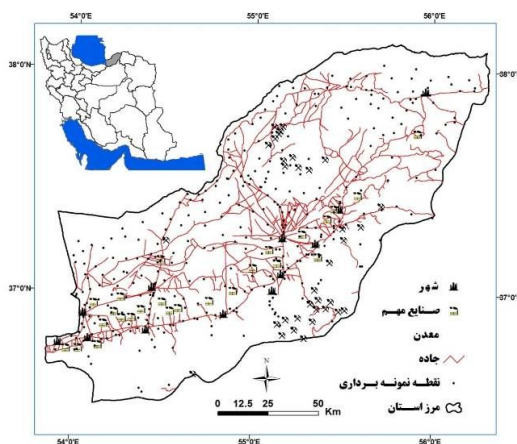 54°0'E 55°0'E 56°0'E
38°0'N 38°0'N
37°0'N 37°0'N
شهر
صنایع مهم
معدن
جاده
نقطه نمونه برداری
مرز استان
N
0 12.5 25 50
Km
54°0'E 55°0'E 56°0'E